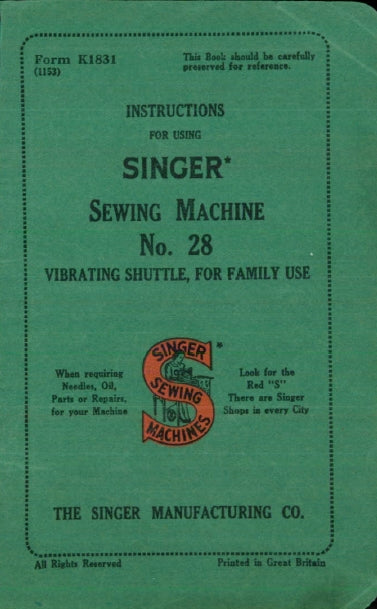 Form K1831
(1153)
This Book should be carefully
preserved for reference.
INSTRUCTIONS
FOR USING
SINGER*
SEWING MACHINE
No. 28
VIBRATING SHUTTLE, FOR FAMILY USE
When requiring
Needles, Oil,
Parts or Repairs,
for your Machine
SINGER *
SEWING
MACHINES
Look for the
Red "S"
There are Singer
Shops in every City
THE SINGER MANUFACTURING CO.
All Rights Reserved
Printed in Great Britain